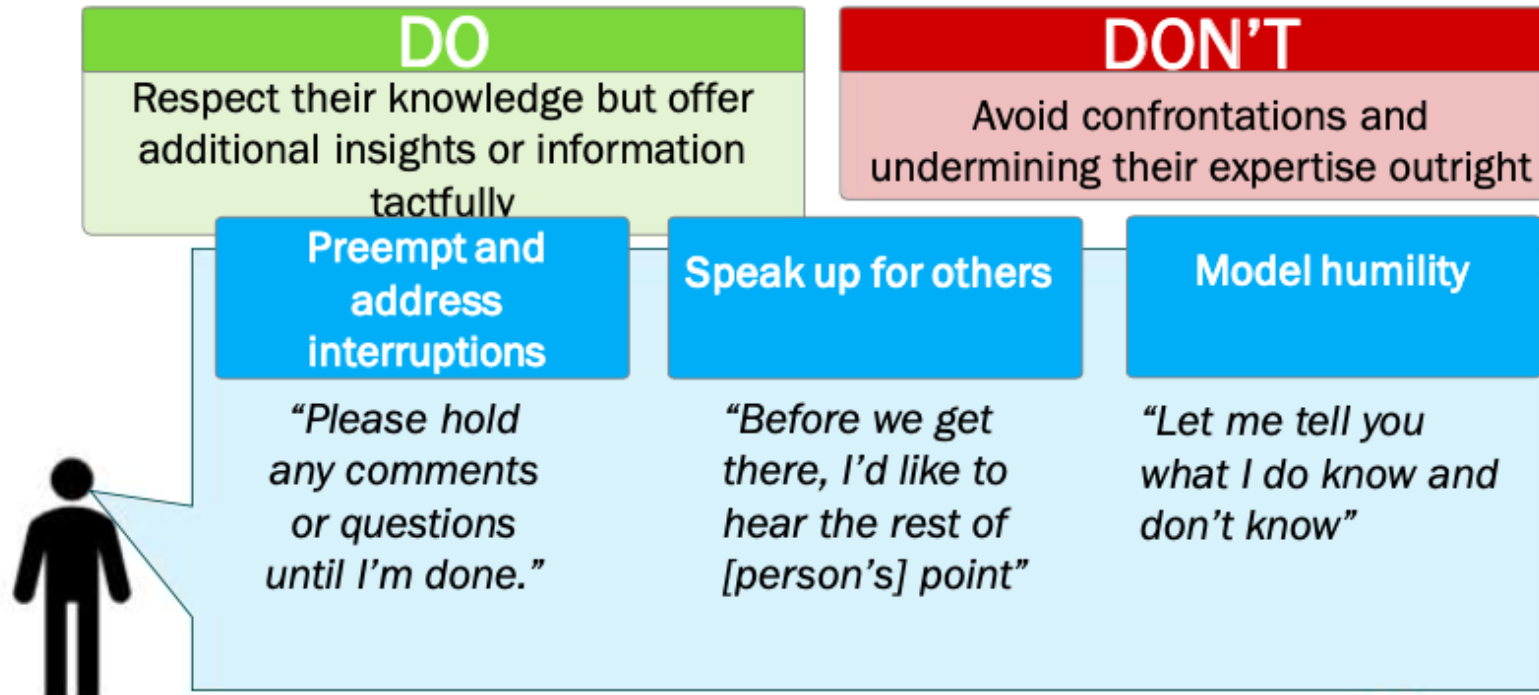 DO
Respect their knowledge but offer
additional insights or information
tactfully
DON'T
Avoid confrontations and
undermining their expertise outright
Preempt and
address
interruptions
“Please hold
any comments
or questions
until I’m done.”
Speak up for others
“Before we get
there, I’d like to
hear the rest of
[person’s] point”
Model humility
“Let me tell you
what I do know and
don’t know”